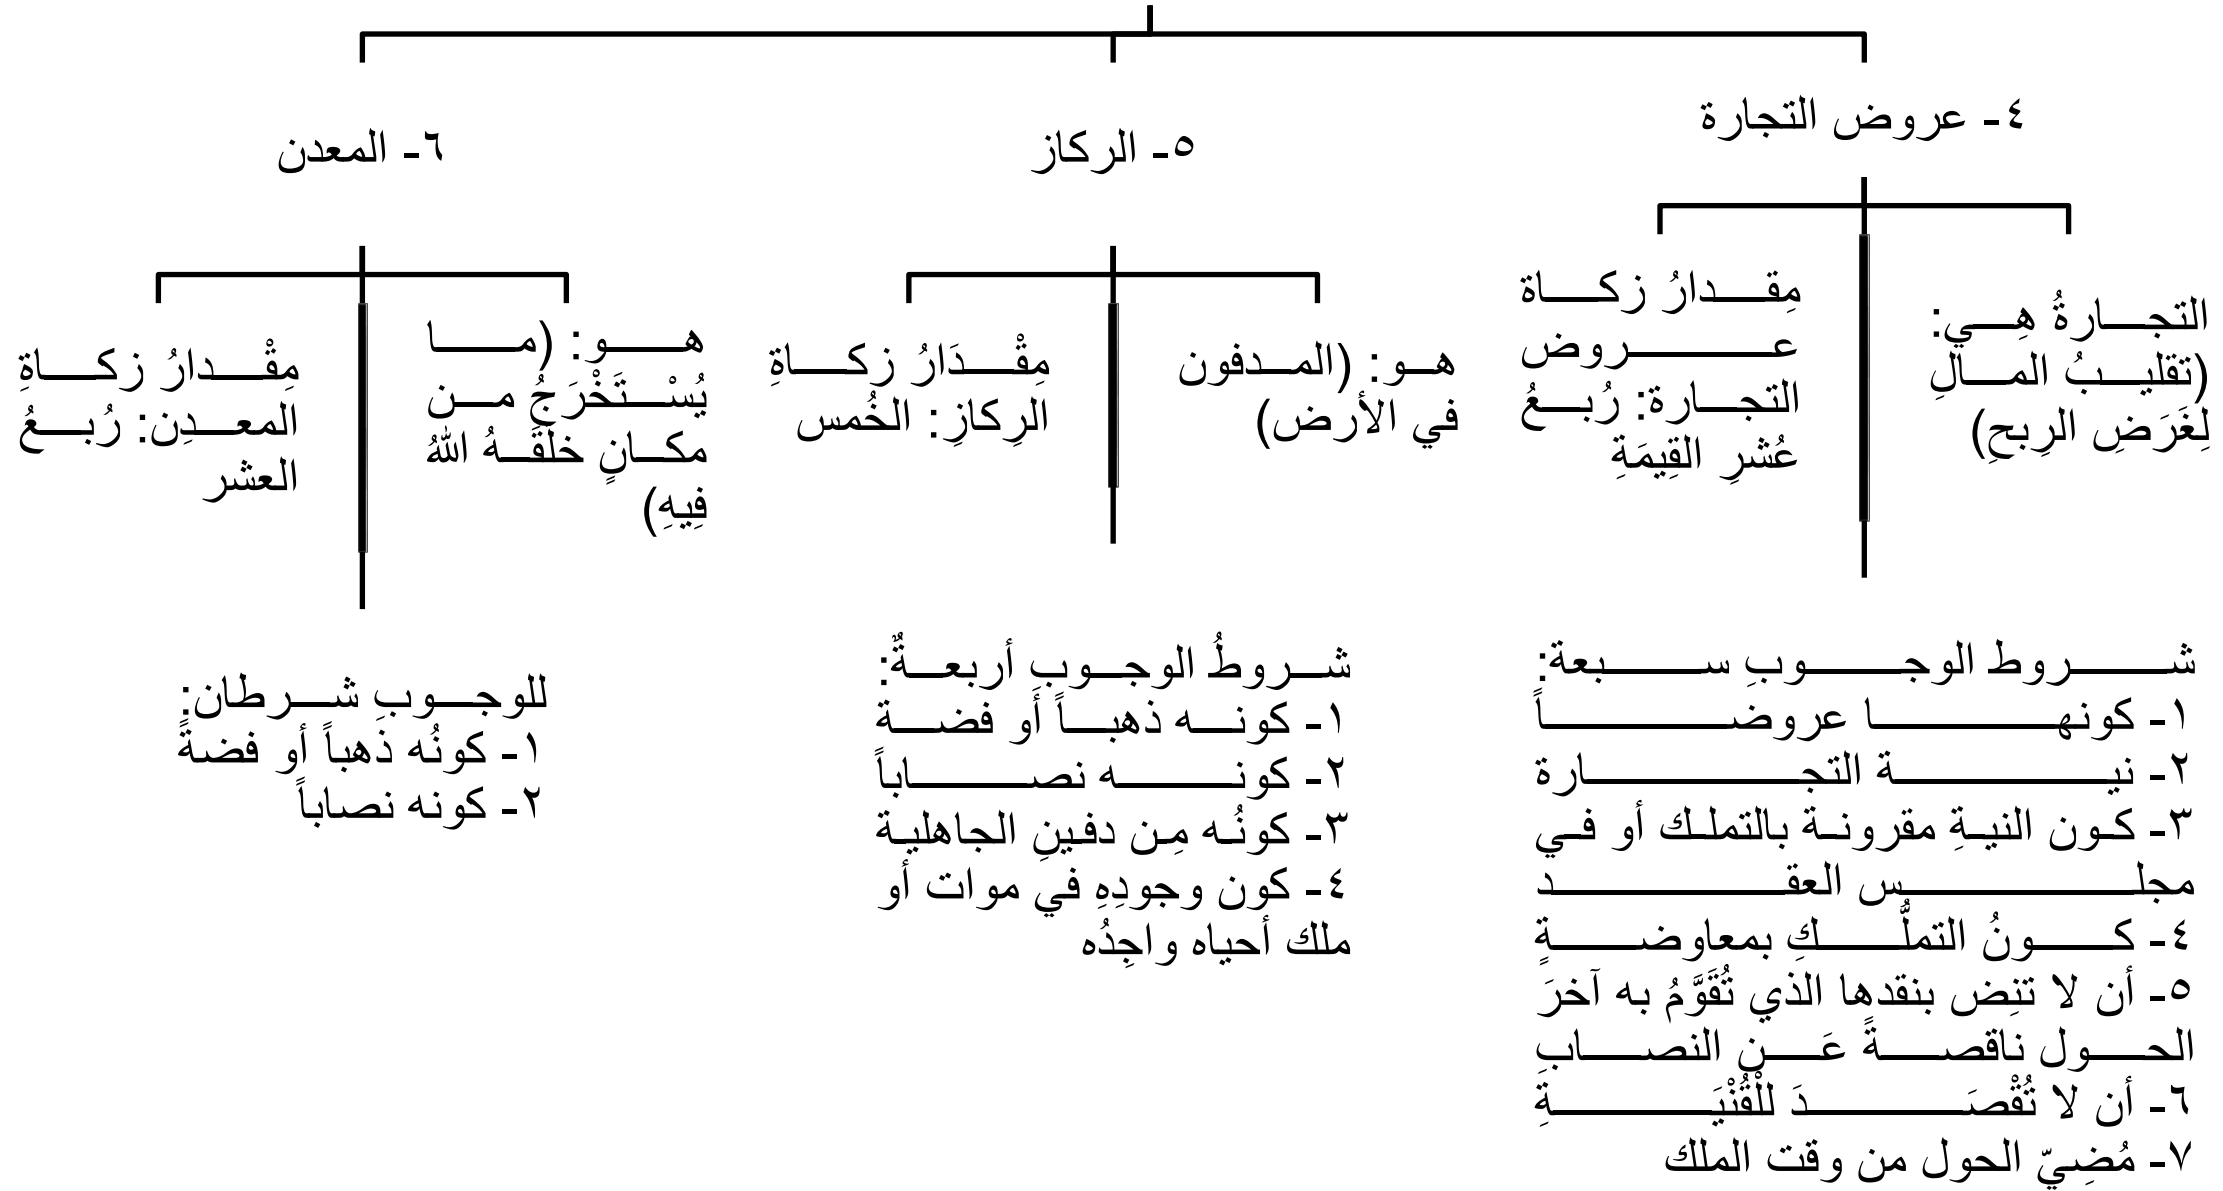 ٤- عروض التجارة
التجارةُ هِي:
(تقليبُ المالِ
لِغَرَضِ الرِبحِ)
مِقدارُ زكاة
عروض
التجارة: رُبعُ
عُشرِ القِيمَةِ
شروط الوجوبِ سبعة:
١- كونها عروضاً
٢- نية التجارة
٣- كون النيةِ مقرونة بالتملك أو في
مجلس العقد
٤- كونُ التملُّكِ بمعاوضةٍ
٥- أن لا تنِض بنقدها الذي تُقَوَّمُ به آخرَ
الحول ناقصةً عَنِ النصابِ
٦- أن لا تُقْصَدَ للْقُنْيَةِ
٧- مُضِيّ الحول من وقت الملك
٥- الركاز
هو: (المدفون
في الأرض)
مِقْدَارُ زكاةِ
الرِكازِ: الخُمس
شروطُ الوجوبِ أربعةٌ:
١- كونه ذهباً أو فضة
٢- كونه نصاباً
٣- كونُه مِن دفينِ الجاهلية
٤- كون وجودِهِ في موات أو
ملك أحياه واجِدُه
٦- المعدن
هو: (ما
يُسْتَخْرَجُ من
مكانٍ خلقَهُ اللهُ
فِيهِ)
مِقْدارُ زكاةِ
المعدِن: رُبعُ
العشر
للوجوبِ شرطان:
١- كونُه ذهباً أو فضةً
٢- كونه نصاباً